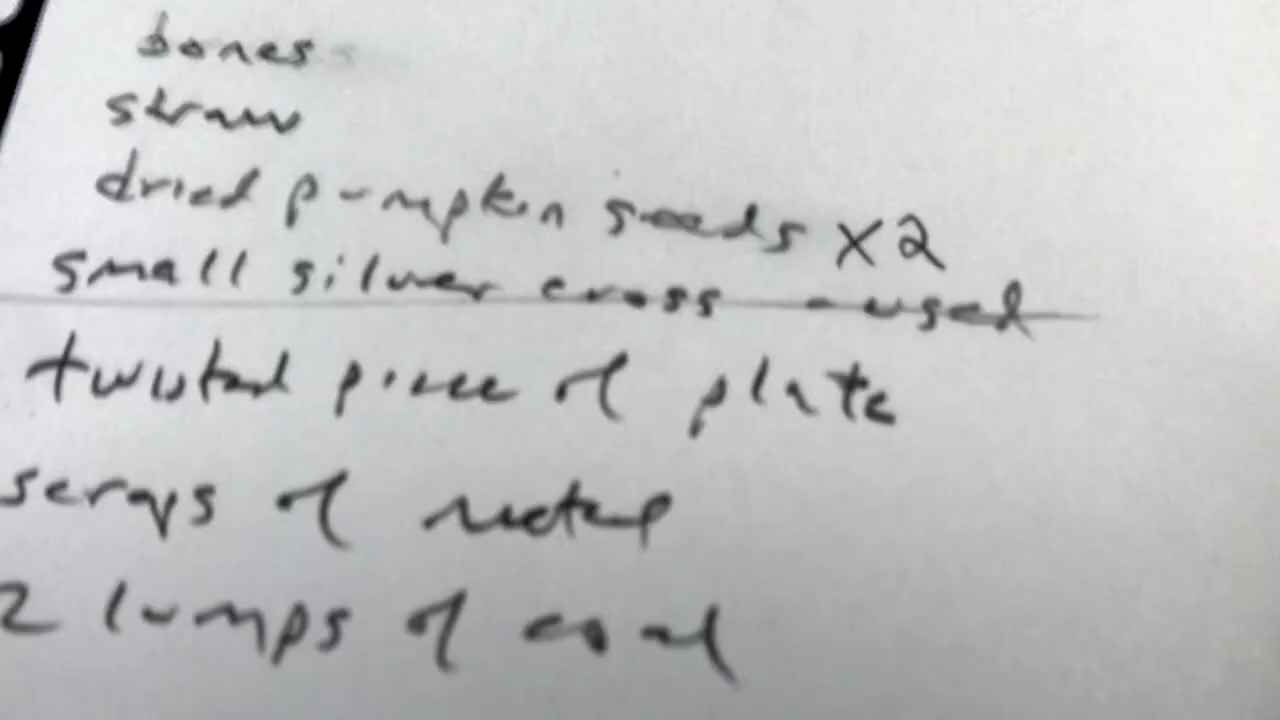 bones
straw
dried pumpkin seeds X2
small silver cross - used
twisted piece of plate
scraps of metal
2 lumps of coal